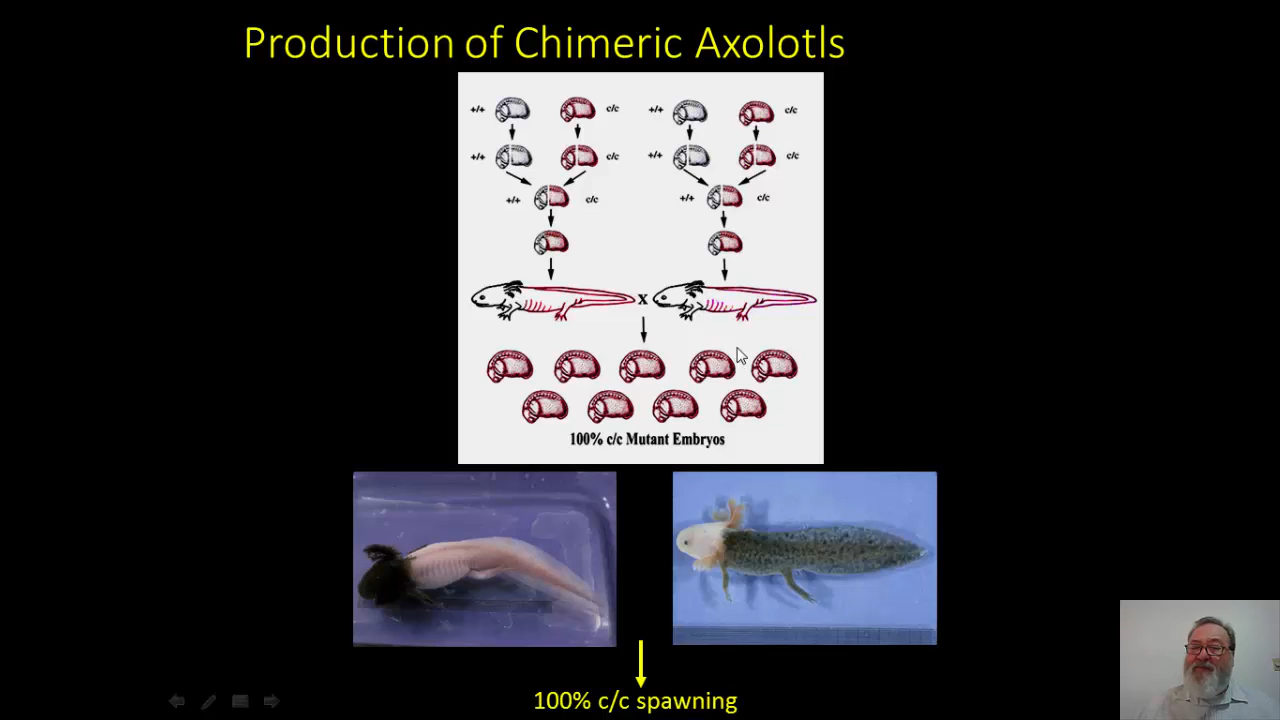 Production of Chimeric Axolotls
+/+ c/c +/+ c/c
+/+ c/c +/+ c/c
+/+ c/c +/+ c/c
X
100% c/c Mutant Embryos
100% c/c spawning